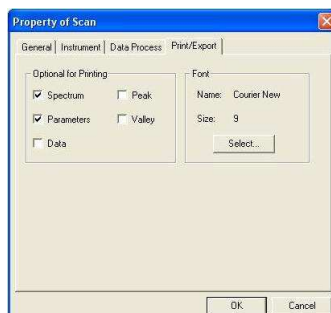 Property of Scan
General Instrument Data Process Print/Export
Optional for Printing
Spectrum Peak
Parameters Valley
Data
Font
Name: Courier New
Size: 9
Select...
OK Cancel